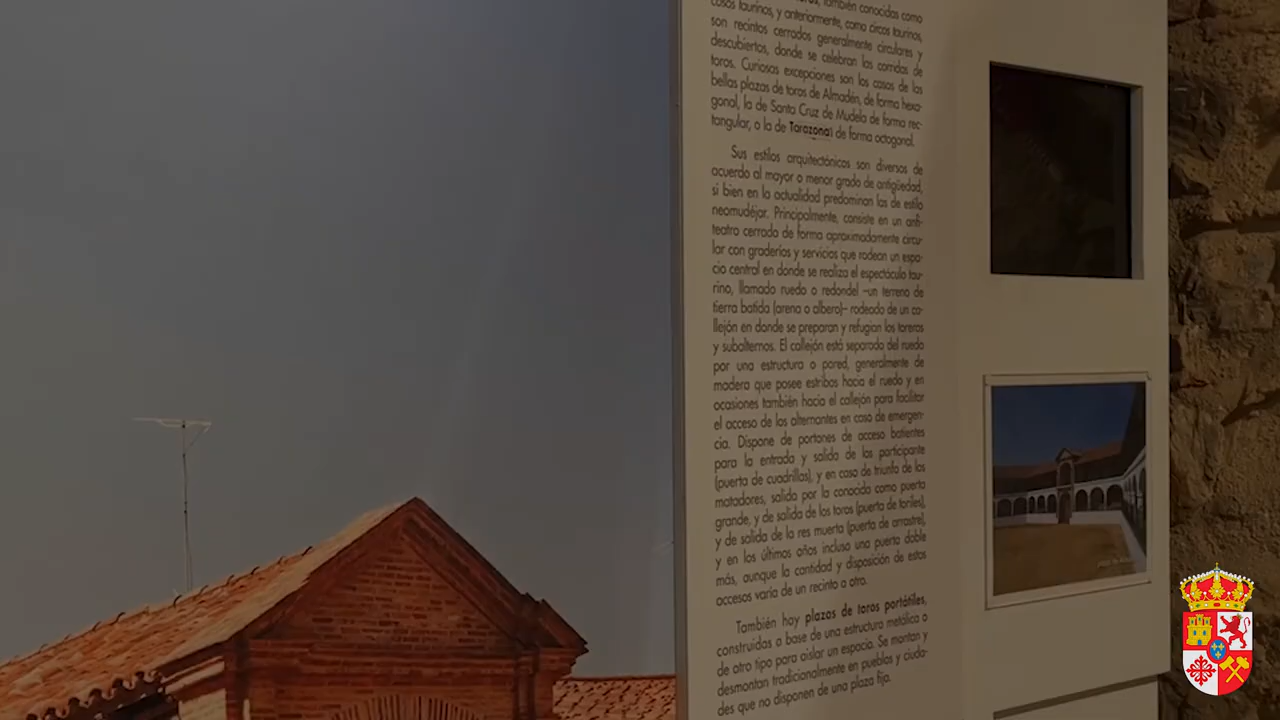 también conocidas como
cosos taurinos, y anteriormente, como circos taurinos,
son recintos cerrados generalmente circulares y
descubiertos, donde se celebran las corridas de
toros. Curiosas excepciones son los casos de las
bellas plazas de toros de Almadén, de forma hexa-
gonal, la de Santa Cruz de Mudela de forma rec-
tangular, o la de Tarazona de forma octogonal.
Sus estilos arquitectónicos son diversos de
acuerdo al mayor o menor grado de antigüedad,
si bien en la actualidad predominan las de estilo
neomudéjar. Principalmente, consiste en un anfi-
teatro cerrado de forma aproximadamente circu-
lar con graderías y servicios que rodean un espa-
cio central en donde se realiza el espectáculo tau-
rino, llamado ruedo o redondel –un terreno de
tierra batida (arena o albero)– rodeado de un ca-
llejón en donde se preparan y refugian los toreros
y subalternos. El callejón está separado del ruedo
por una estructura o pared, generalmente de
madera que posee estribos hacia el ruedo y en
ocasiones también hacia el callejón para facilitar
el acceso de los alternantes en caso de emergen-
cia. Dispone de portones de acceso batientes
para la entrada y salida de los participante
(puerta de cuadrillas), y en caso de triunfo de los
matadores, salida por la conocida como puerta
grande, y de salida de los toros (puerta de toriles),
y de salida de la res muerta (puerta de arrastre),
y en los últimos años incluso una puerta doble
más, aunque la cantidad y disposición de estos
accesos varía de un recinto a otro.
También hay plazas de toros portátiles,
construidas a base de una estructura metálica o
de otro tipo para aislar un espacio. Se montan y
desmontan tradicionalmente en pueblos y ciuda-
des que no disponen de una plaza fija.